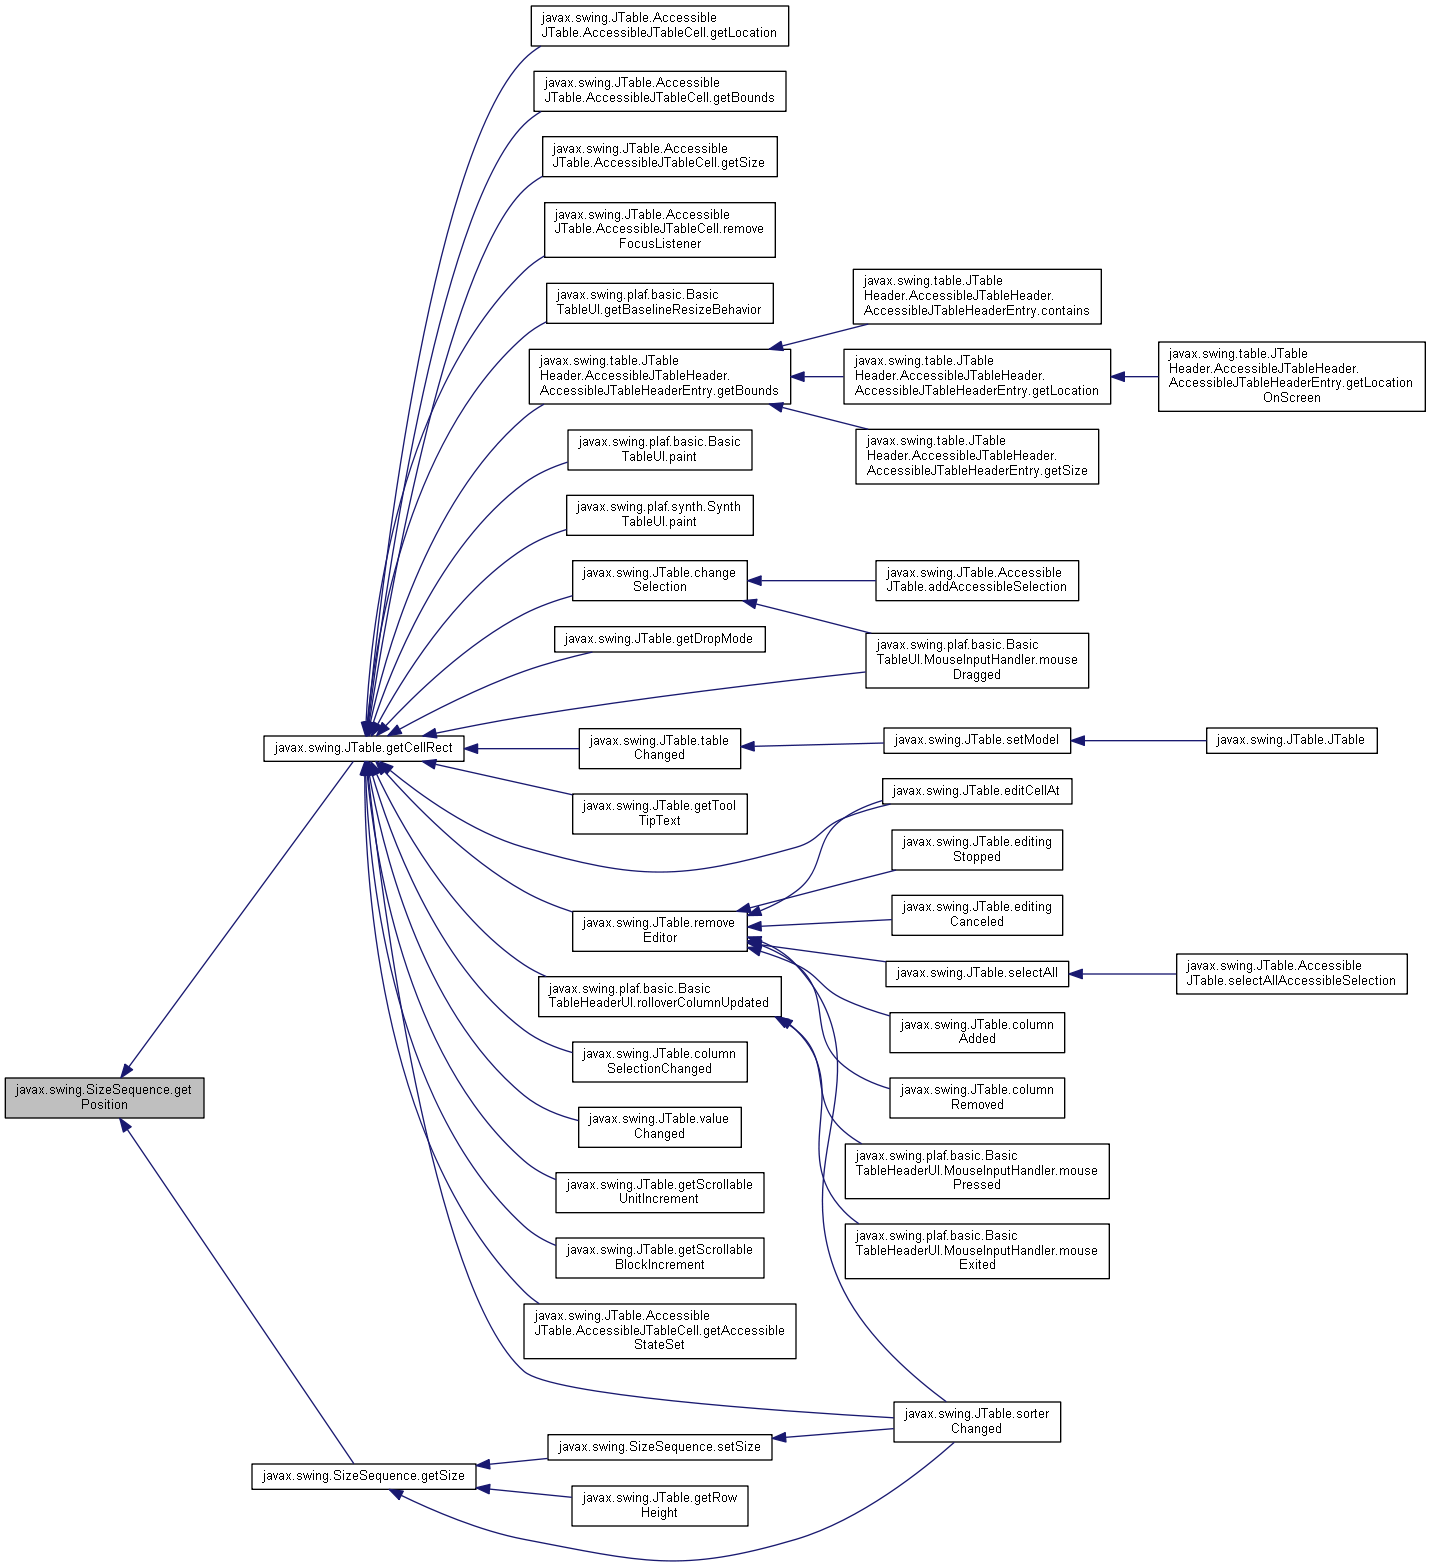 javax.swing.JTable.Accessible
JTable.AccessibleJTableCell.getLocation
javax.swing.JTable.Accessible
JTable.AccessibleJTableCell.getBounds
javax.swing.JTable.Accessible
JTable.AccessibleJTableCell.getSize
javax.swing.JTable.Accessible
JTable.AccessibleJTableCell.remove
FocusListener
javax.swing.plaf.basic.Basic
TableUI.getBaselineResizeBehavior
javax.swing.table.JTable
Header.AccessibleJTableHeader.
AccessibleJTableHeaderEntry.contains
javax.swing.table.JTable
Header.AccessibleJTableHeader.
AccessibleJTableHeaderEntry.getBounds
javax.swing.table.JTable
Header.AccessibleJTableHeader.
AccessibleJTableHeaderEntry.getLocation
javax.swing.table.JTable
Header.AccessibleJTableHeader.
AccessibleJTableHeaderEntry.getLocation
OnScreen
javax.swing.table.JTable
Header.AccessibleJTableHeader.
AccessibleJTableHeaderEntry.getSize
javax.swing.plaf.basic.Basic
TableUI.paint
javax.swing.plaf.synth.Synth
TableUI.paint
javax.swing.JTable.change
Selection
javax.swing.JTable.Accessible
JTable.addAccessibleSelection
javax.swing.JTable.getDropMode
javax.swing.plaf.basic.Basic
TableUI.MouseInputHandler.mouse
Dragged
javax.swing.JTable.getCellRect
javax.swing.JTable.table
Changed
javax.swing.JTable.setModel
javax.swing.JTable.JTable
javax.swing.JTable.getTool
TipText
javax.swing.JTable.editCellAt
javax.swing.JTable.editing
Stopped
javax.swing.JTable.remove
Editor
javax.swing.JTable.editing
Canceled
javax.swing.JTable.selectAll
javax.swing.JTable.Accessible
JTable.selectAllAccessibleSelection
javax.swing.plaf.basic.Basic
TableHeaderUI.rolloverColumnUpdated
javax.swing.JTable.column
Added
javax.swing.JTable.column
SelectionChanged
javax.swing.JTable.column
Removed
javax.swing.SizeSequence.get
Position
javax.swing.JTable.value
Changed
javax.swing.plaf.basic.Basic
TableHeaderUI.MouseInputHandler.mouse
Pressed
javax.swing.JTable.getScrollable
UnitIncrement
javax.swing.plaf.basic.Basic
TableHeaderUI.MouseInputHandler.mouse
Exited
javax.swing.JTable.getScrollable
BlockIncrement
javax.swing.JTable.Accessible
JTable.AccessibleJTableCell.getAccessible
StateSet
javax.swing.JTable.sorter
Changed
javax.swing.SizeSequence.setSize
javax.swing.SizeSequence.getSize
javax.swing.JTable.getRow
Height